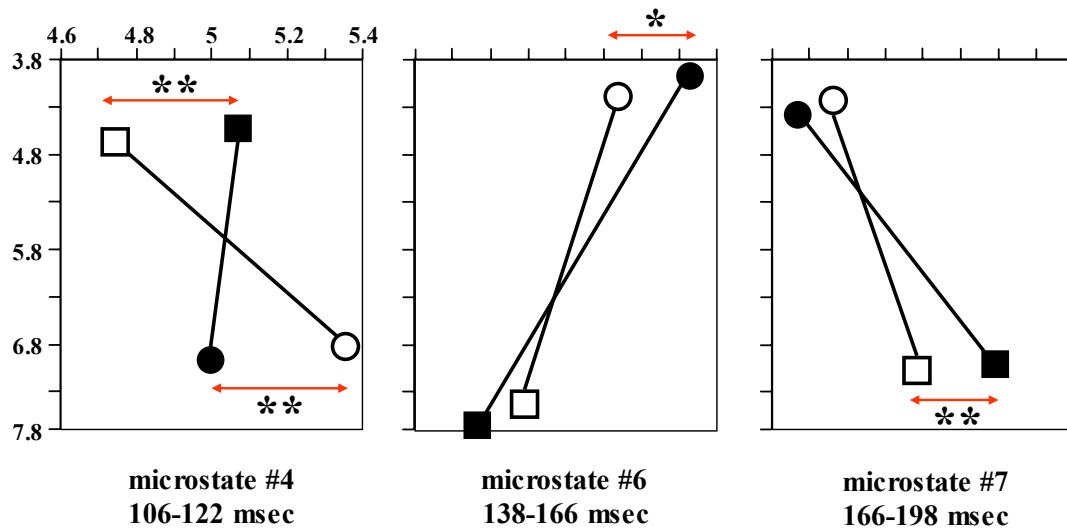 4.6 4.8 5 5.2 5.4
3.8
4.8
5.8
6.8
7.8
**
**
*
**
microstate #4
106-122 msec
microstate #6
138-166 msec
microstate #7
166-198 msec